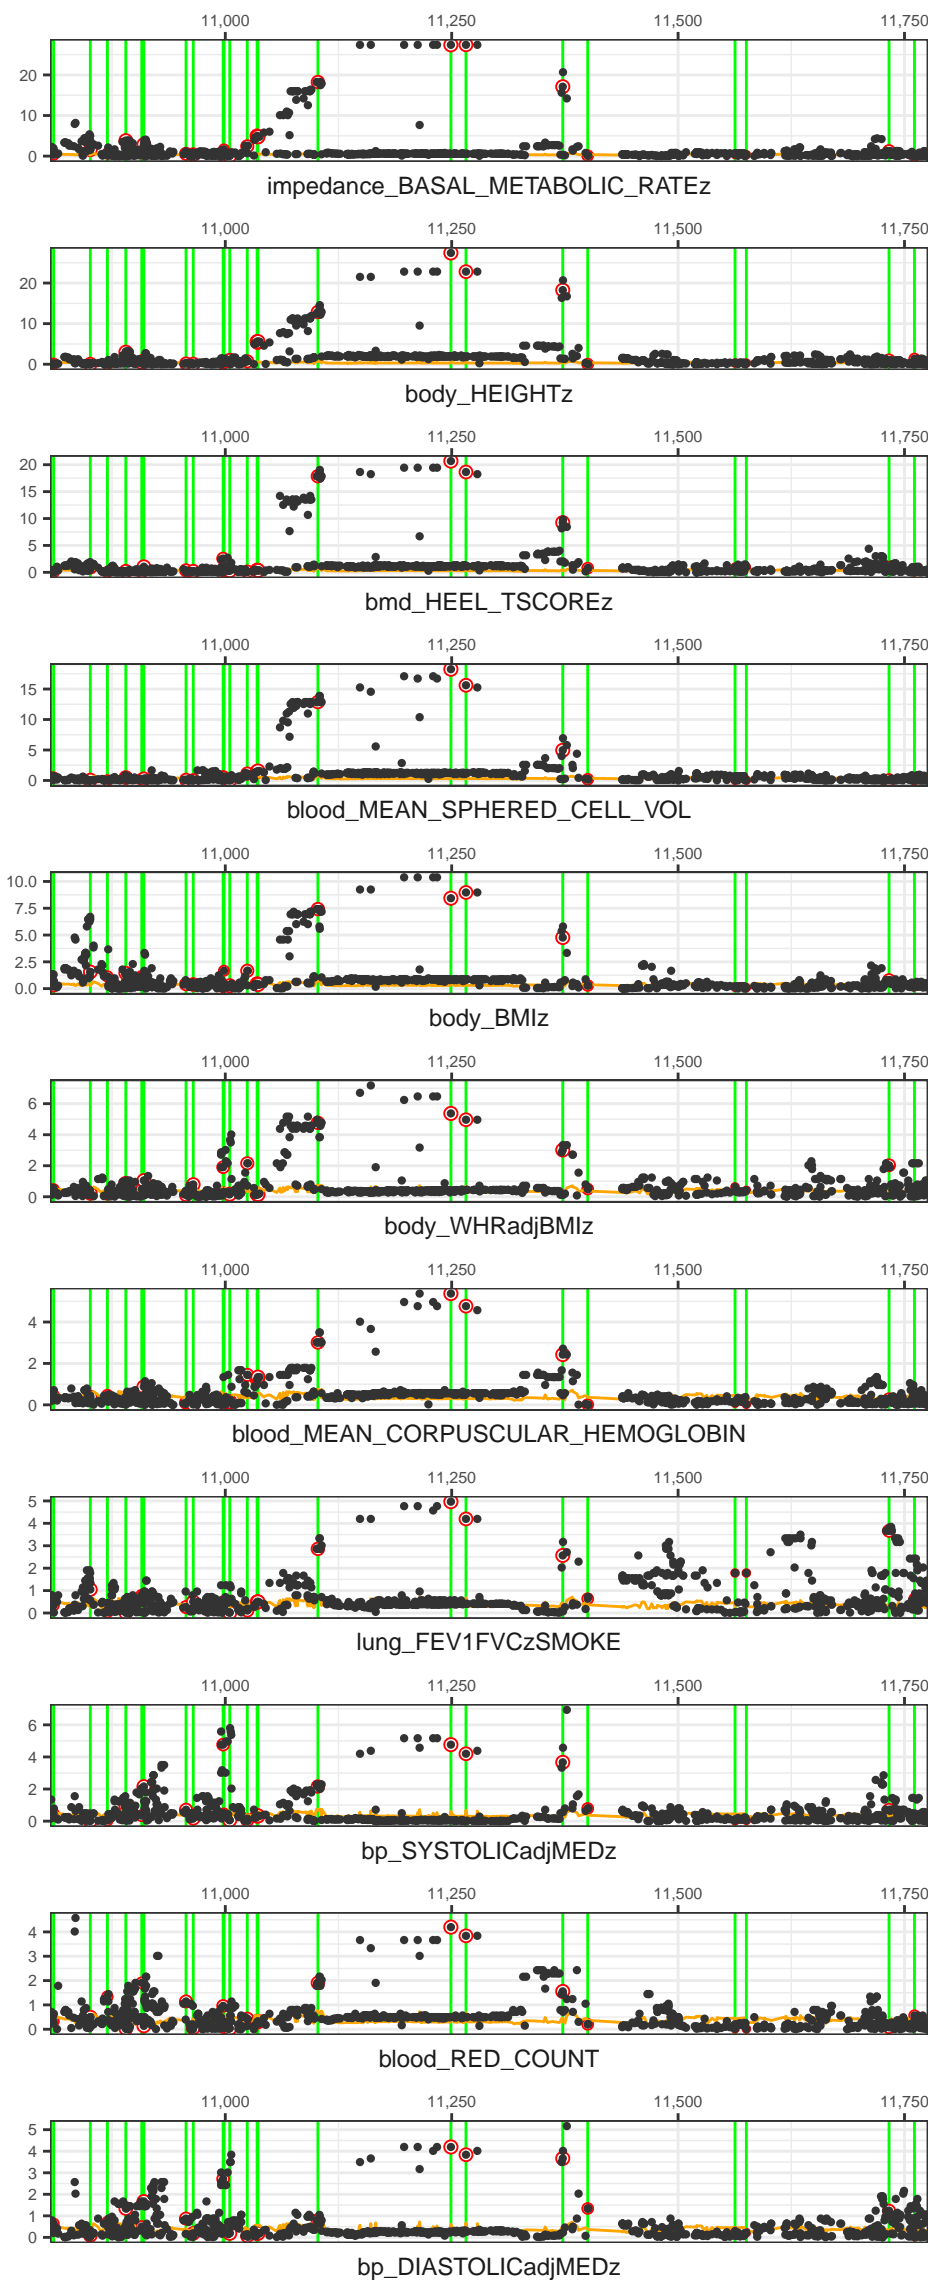 11,000 11,250 11,500 11,750
20
10
0
impedance_BASAL_METABOLIC_RATEz
11,000 11,250 11,500 11,750
20
10
0
body_HEIGHTz
11,000 11,250 11,500 11,750
20
15
10
5
0
bmd_HEEL_TSCOREz
11,000 11,250 11,500 11,750
15
10
5
0
blood_MEAN_SPHERED_CELL_VOL
11,000 11,250 11,500 11,750
10.0
7.5
5.0
2.5
0.0
body_BMIz
11,000 11,250 11,500 11,750
6
4
2
0
body_WHRadjBMIz
11,000 11,250 11,500 11,750
4
2
0
blood_MEAN_CORPUSCULAR_HEMOGLOBIN
11,000 11,250 11,500 11,750
5
4
3
2
1
0
lung_FEV1FVCzSMOKE
11,000 11,250 11,500 11,750
6
4
2
0
bp_SYSTOLICadjMEDz
11,000 11,250 11,500 11,750
4
3
2
1
0
blood_RED_COUNT
11,000 11,250 11,500 11,750
5
4
3
2
1
0
bp_DIASTOLICadjMEDz